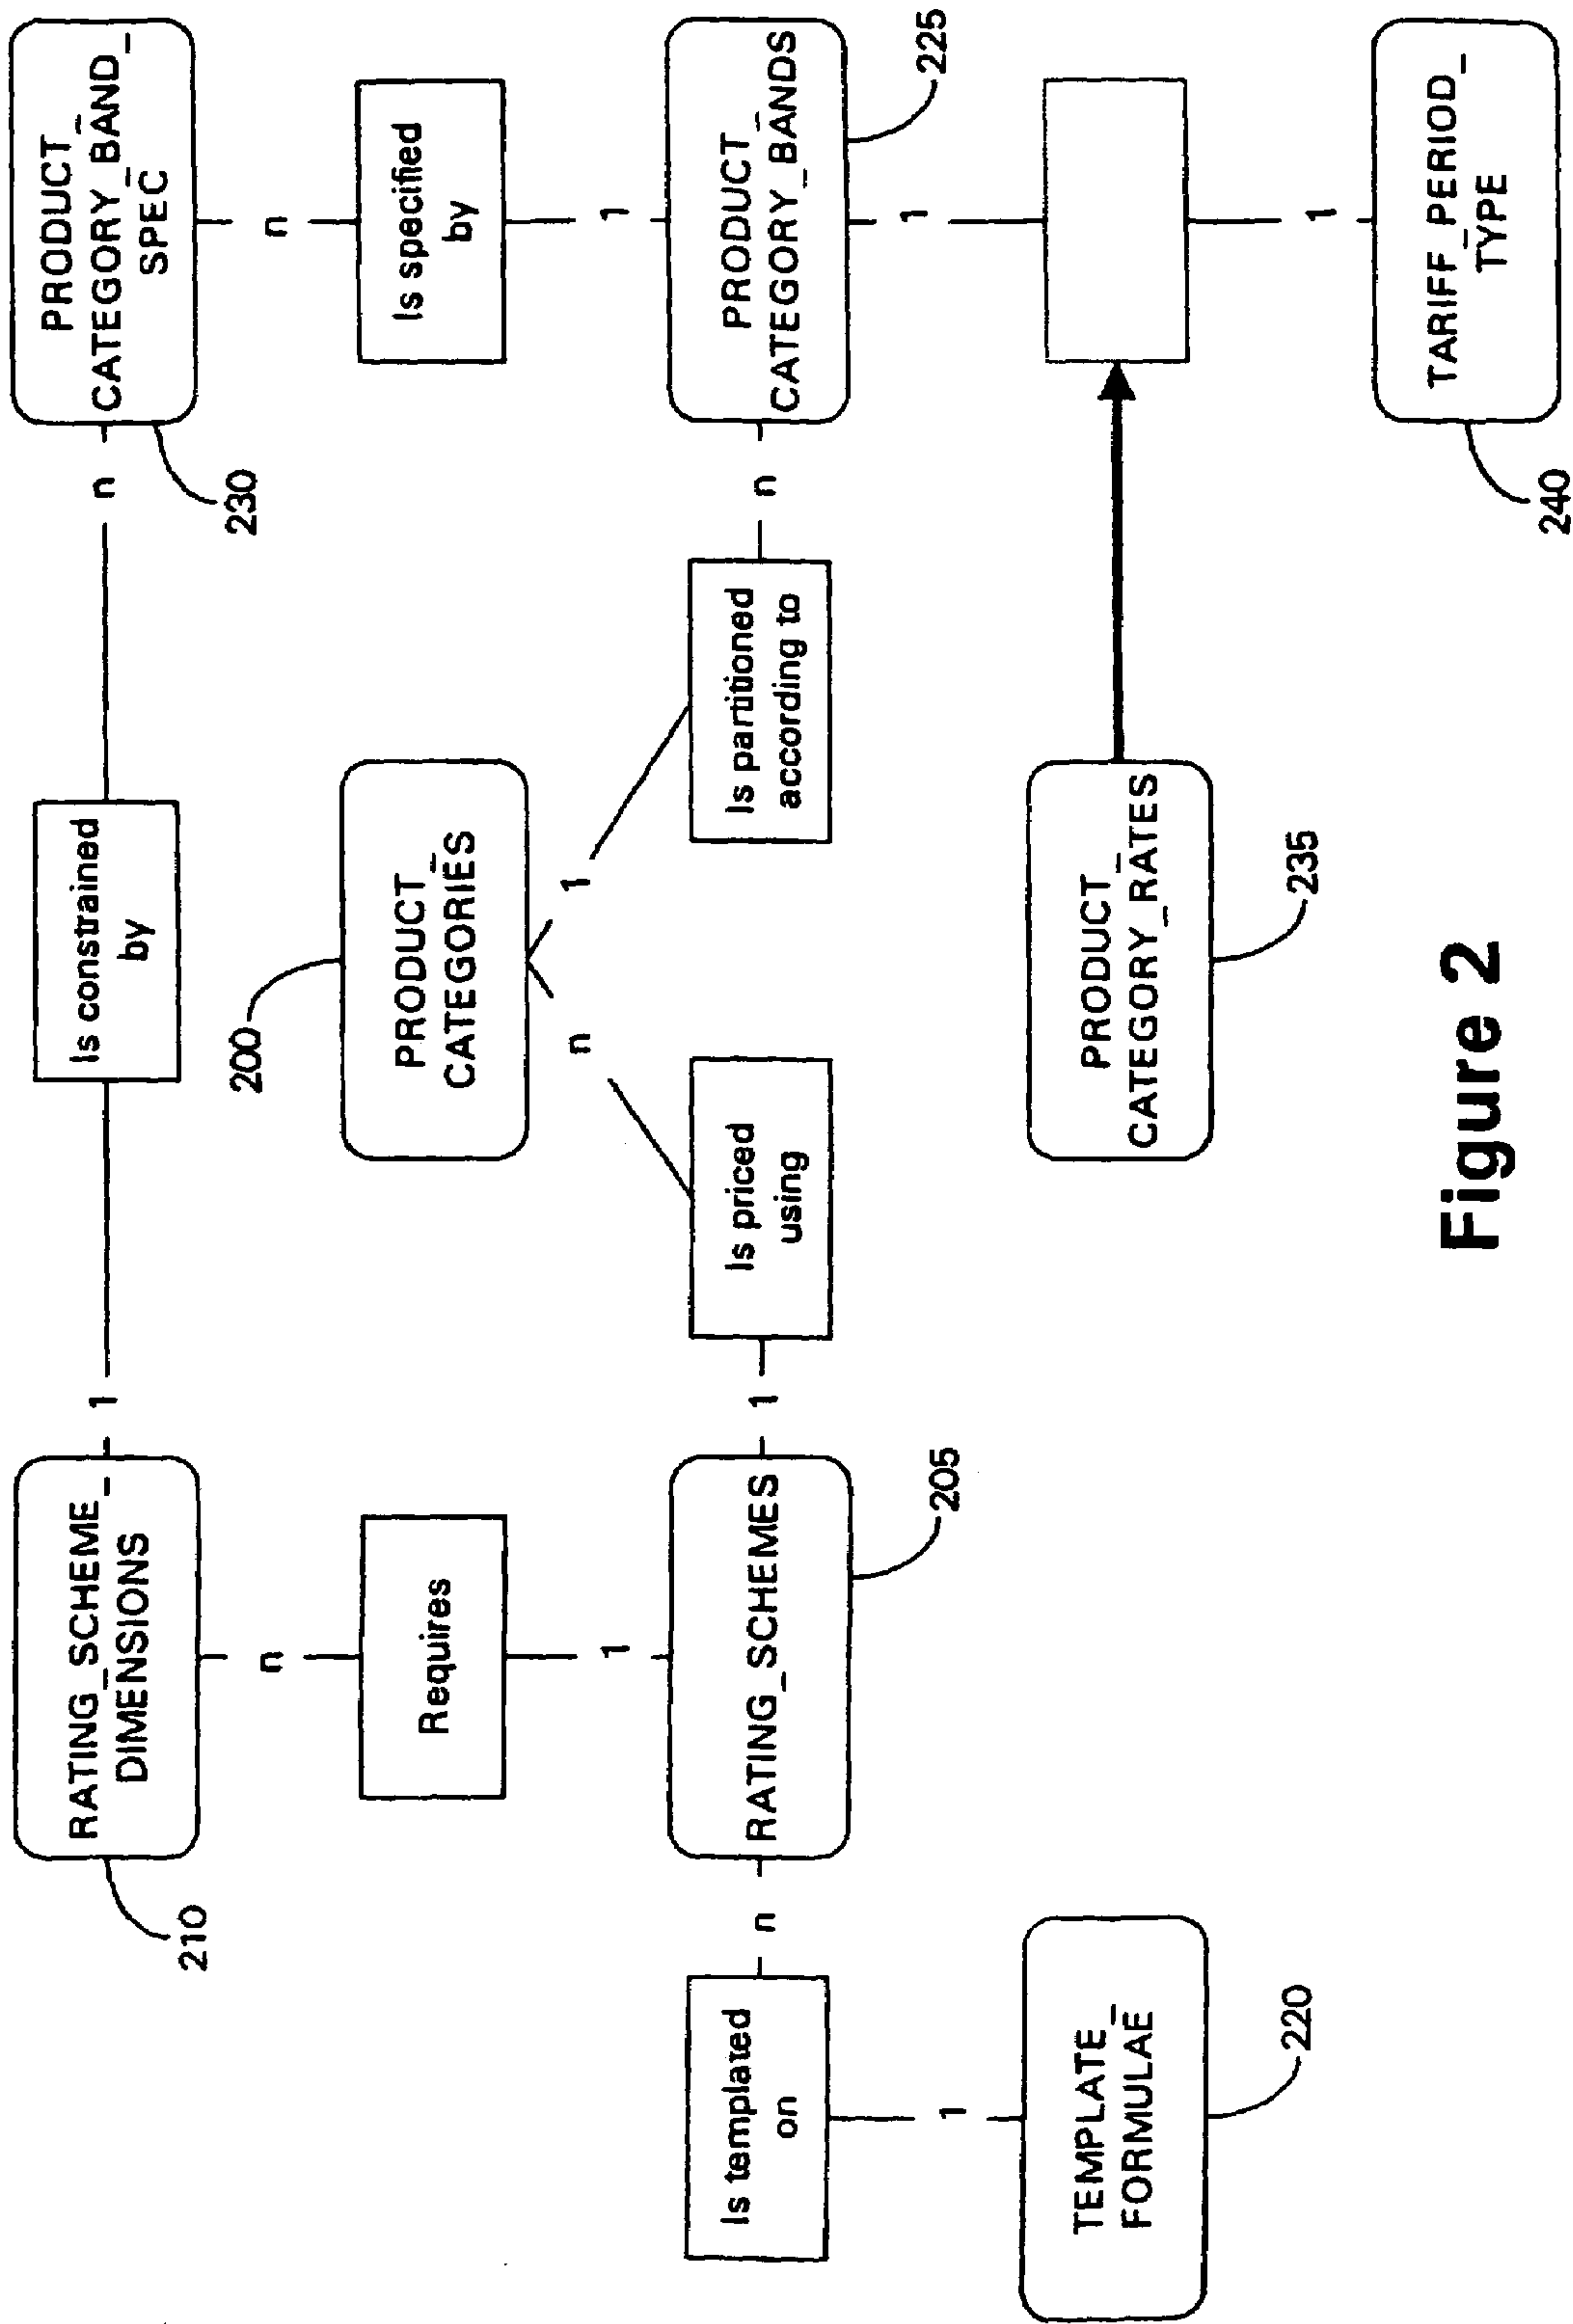 RATING_SCHEME_
DIMENSIONS
1
Is constrained
by
n
PRODUCT_
CATEGORY_BAND_
SPEC
210
200
230
n
Requires
1
PRODUCT_
CATEGORIES
n
Is specified
by
1
n
1
Is templated
on
n
RATING_SCHEMES
1
Is priced
using
Is partitioned
according to
n
PRODUCT_
CATEGORY_BANDS
205
225
1
1
TEMPLATE_
FORMULAE
220
PRODUCT_
CATEGORY_RATES
235
1
TARIFF_PERIOD_
TYPE
240
Figure 2